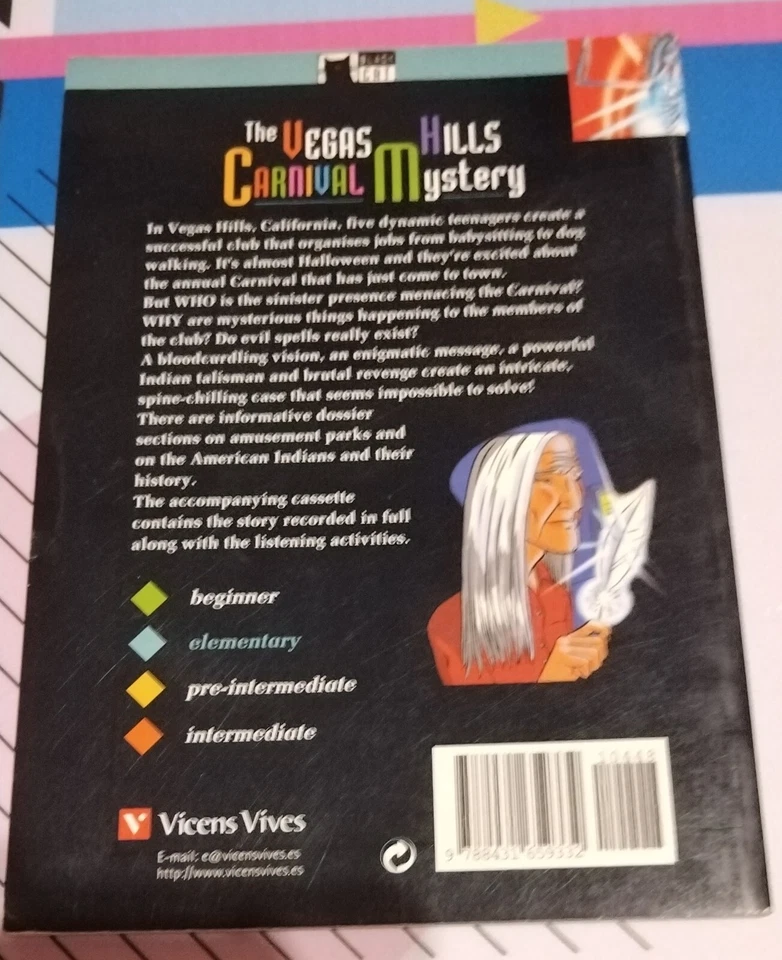 BLACK
CAT
The VEGAS HILLS
CARNIVAL Mystery
In Vegas Hills, California, five dynamic teenagers create a
successful club that organises jobs from babysitting to dog
walking. It's almost Halloween and they're excited about
the annual Carnival that has just come to town.
But WHO is the sinister presence menacing the Carnival?
WHY are mysterious things happening to the members of
the club? Do evil spells really exist?
A bloodcurdling vision, an enigmatic message, a powerful
Indian talisman and brutal revenge create an intricate,
spine-chilling case that seems impossible to solve!
There are informative dossier
sections on amusement parks and
on the American Indians and their
history.
The accompanying cassette
contains the story recorded in full
along with the listening activities.
beginner
elementary
pre-intermediate
intermediate
10448
9 788431 659332
V Vicens Vives
E-mail: e@vicensvives.es
http://www.vicensvives.es